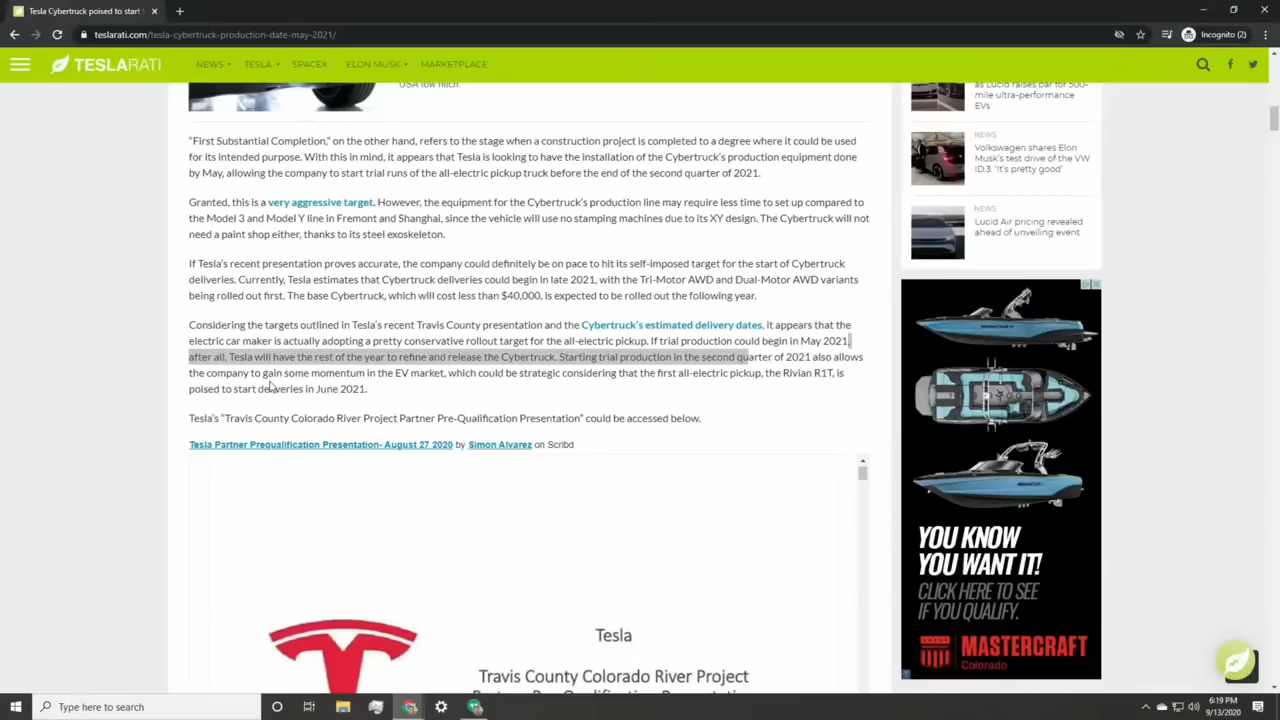 Tesla Cybertruck poised to start
teslarati.com/tesla-cybertruck-production-date-may-2021/
Incognito (2)
TESLARATI
NEWS TESLA SPACEX ELON MUSK MARKETPLACE
USA tow hitch.
"First Substantial Completion," on the other hand, refers to the stage when a construction project is completed to a degree where it could be used
for its intended purpose. With this in mind, it appears that Tesla is looking to have the installation of the Cybertruck's production equipment done
by May, allowing the company to start trial runs of the all-electric pickup truck before the end of the second quarter of 2021.
Granted, this is a very aggressive target. However, the equipment for the Cybertruck's production line may require less time to set up compared to
the Model 3 and Model Y line in Fremont and Shanghai, since the vehicle will use no stamping machines due to its XY design. The Cybertruck will not
need a paint shop either, thanks to its steel exoskeleton.
If Tesla's recent presentation proves accurate, the company could definitely be on pace to hit its self-imposed target for the start of Cybertruck
deliveries. Currently, Tesla estimates that Cybertruck deliveries could begin in late 2021, with the Tri-Motor AWD and Dual-Motor AWD variants
being rolled out first. The base Cybertruck, which will cost less than $40,000, is expected to be rolled out the following year.
Considering the targets outlined in Tesla's recent Travis County presentation and the Cybertruck's estimated delivery dates, it appears that the
electric car maker is actually adopting a pretty conservative rollout target for the all-electric pickup. If trial production could begin in May 2021,
after all, Tesla will have the rest of the year to refine and release the Cybertruck. Starting trial production in the second quarter of 2021 also allows
the company to gain some momentum in the EV market, which could be strategic considering that the first all-electric pickup, the Rivian R1T, is
poised to start deliveries in June 2021.
Tesla's "Travis County Colorado River Project Partner Pre-Qualification Presentation" could be accessed below.
Tesla Partner Prequalification Presentation- August 27 2020 by Simon Alvarez on Scribd
Tesla
Travis County Colorado River Project
Partner Pre-Qualification Presentation
as Lucid raises bar for 500-
mile ultra-performance
EVs
NEWS
Volkswagen shares Elon
Musk's test drive of the VW
ID.3: 'It's pretty good'
NEWS
Lucid Air pricing revealed
ahead of unveiling event
YOU KNOW
YOU WANT IT!
CLICK HERE TO SEE
IF YOU QUALIFY.
MASTERCRAFT
Colorado
Type here to search
6:19 PM
9/13/2020